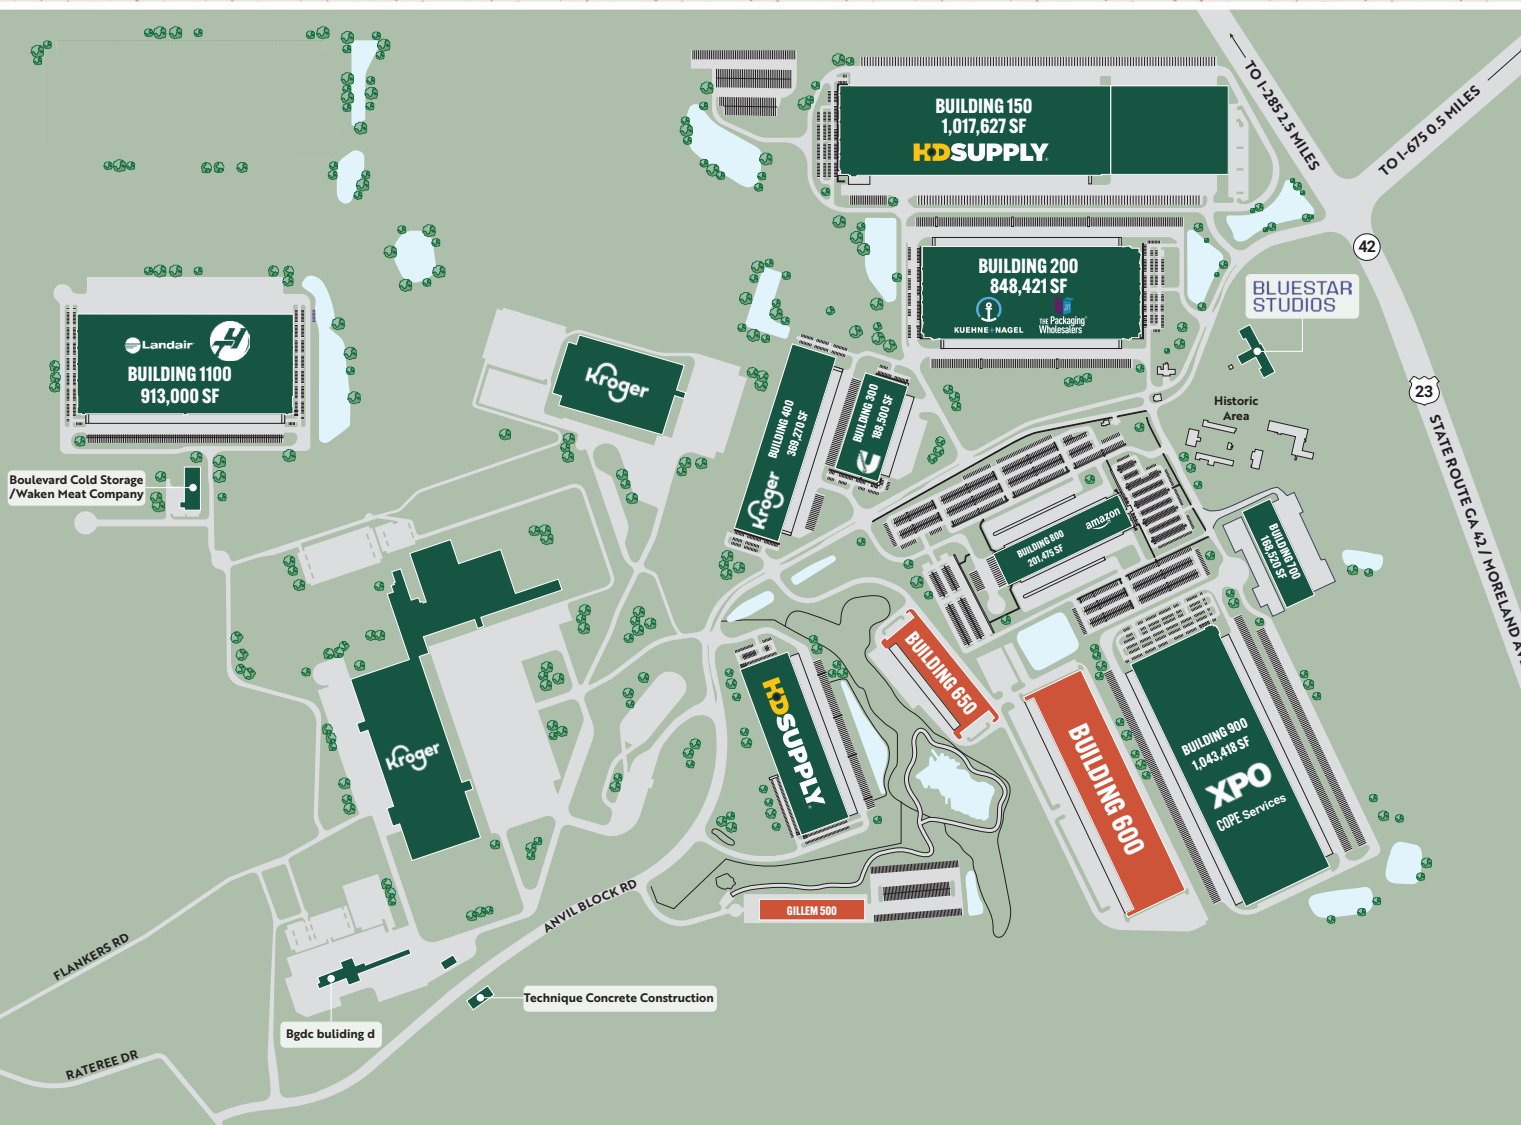 TO I-285 2.5 MILES
TO I-675 0.5 MILES
BUILDING 150
1,017,627 SF
HDSUPPLY
42
BUILDING 200
848,421 SF
KUEHNE+NAGEL
THE Packaging
Wholesalers
BLUESTAR
STUDIOS
Landair
BUILDING 1100
913,000 SF
Kroger
BUILDING 400
369,270 SF
Kroger
BUILDING 300
188,500 SF
23
STATE ROUTE GA 42 / MORELAND AV
Historic
Area
Boulevard Cold Storage
/Waken Meat Company
BUILDING 800
201,475 SF
amazon
BUILDING 700
168,520 SF
BUILDING 650
HDSUPPLY
Kroger
BUILDING 600
BUILDING 900
1,043,418 SF
XPO
COPE Services
ANVIL BLOCK RD
GILLEM 500
FLANKERS RD
Technique Concrete Construction
Bgdc buliding d
RATEREE DR